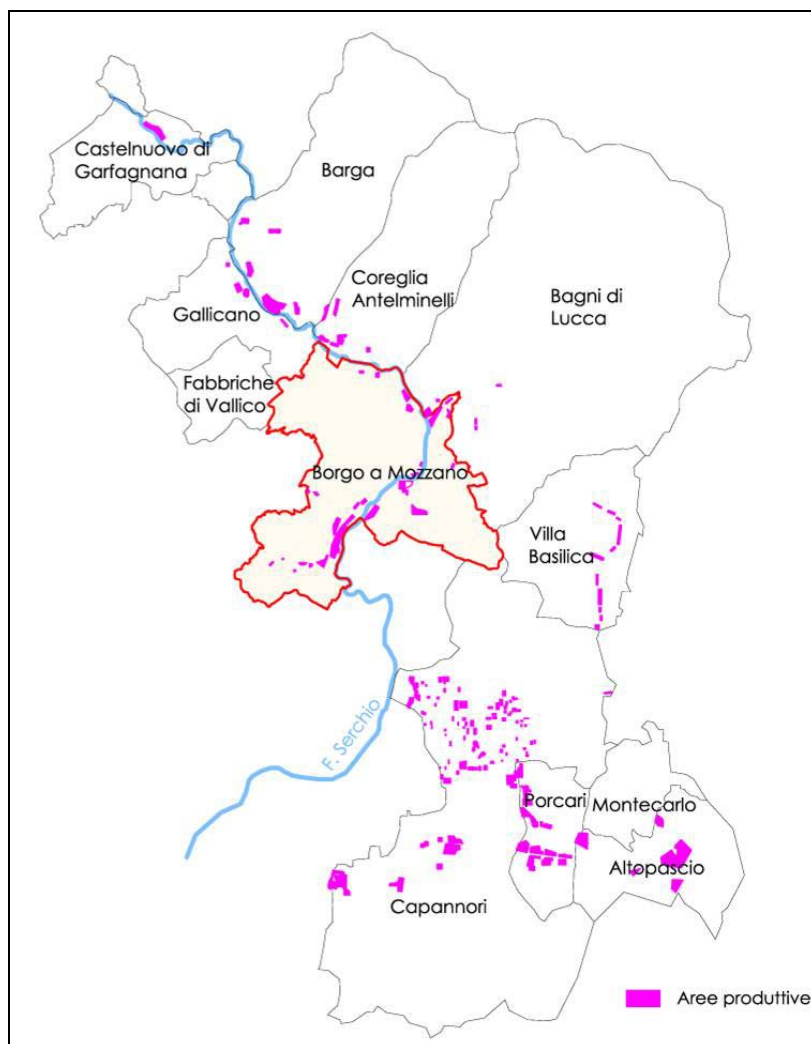 Castelnuovo di
Garfagnana
Barga
Coreglia
Antelminelli
Bagni di
Lucca
Gallicano
Fabbriche
di Vallico
Borgo a Mozzano
Villa
Basilica
F. Serchio
Porcari
Montecarlo
Altopascio
Capannori
Aree produttive